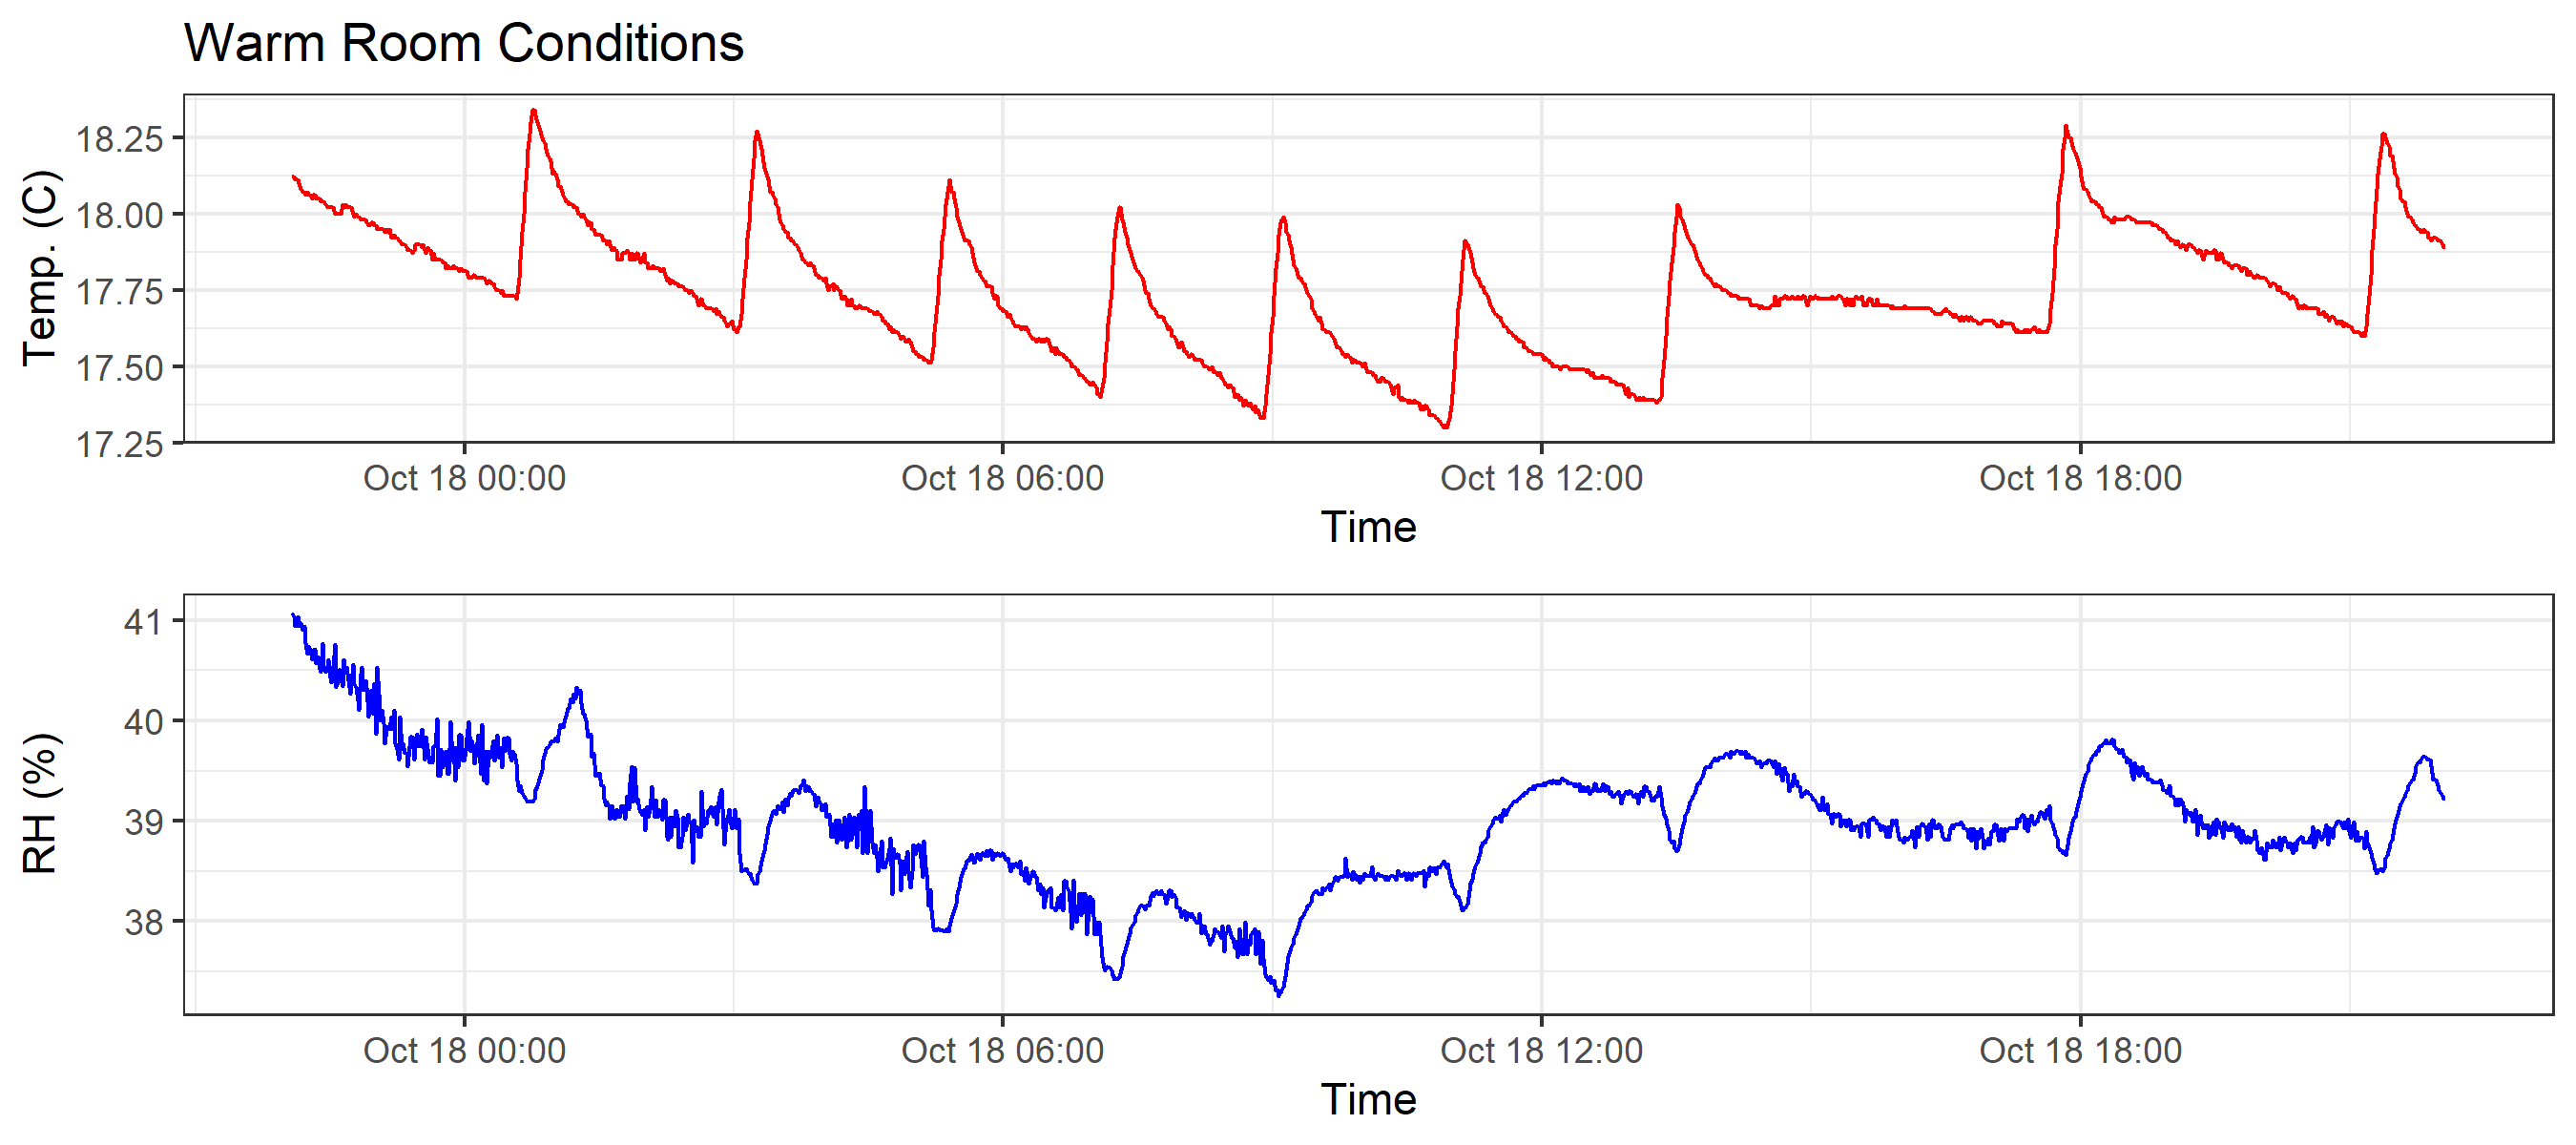 Warm Room Conditions
Temp. (C)
18.25
18.00
17.75
17.50
17.25
Oct 18 00:00 Oct 18 06:00 Oct 18 12:00 Oct 18 18:00
Time
RH (%)
41
40
39
38
Oct 18 00:00 Oct 18 06:00 Oct 18 12:00 Oct 18 18:00
Time